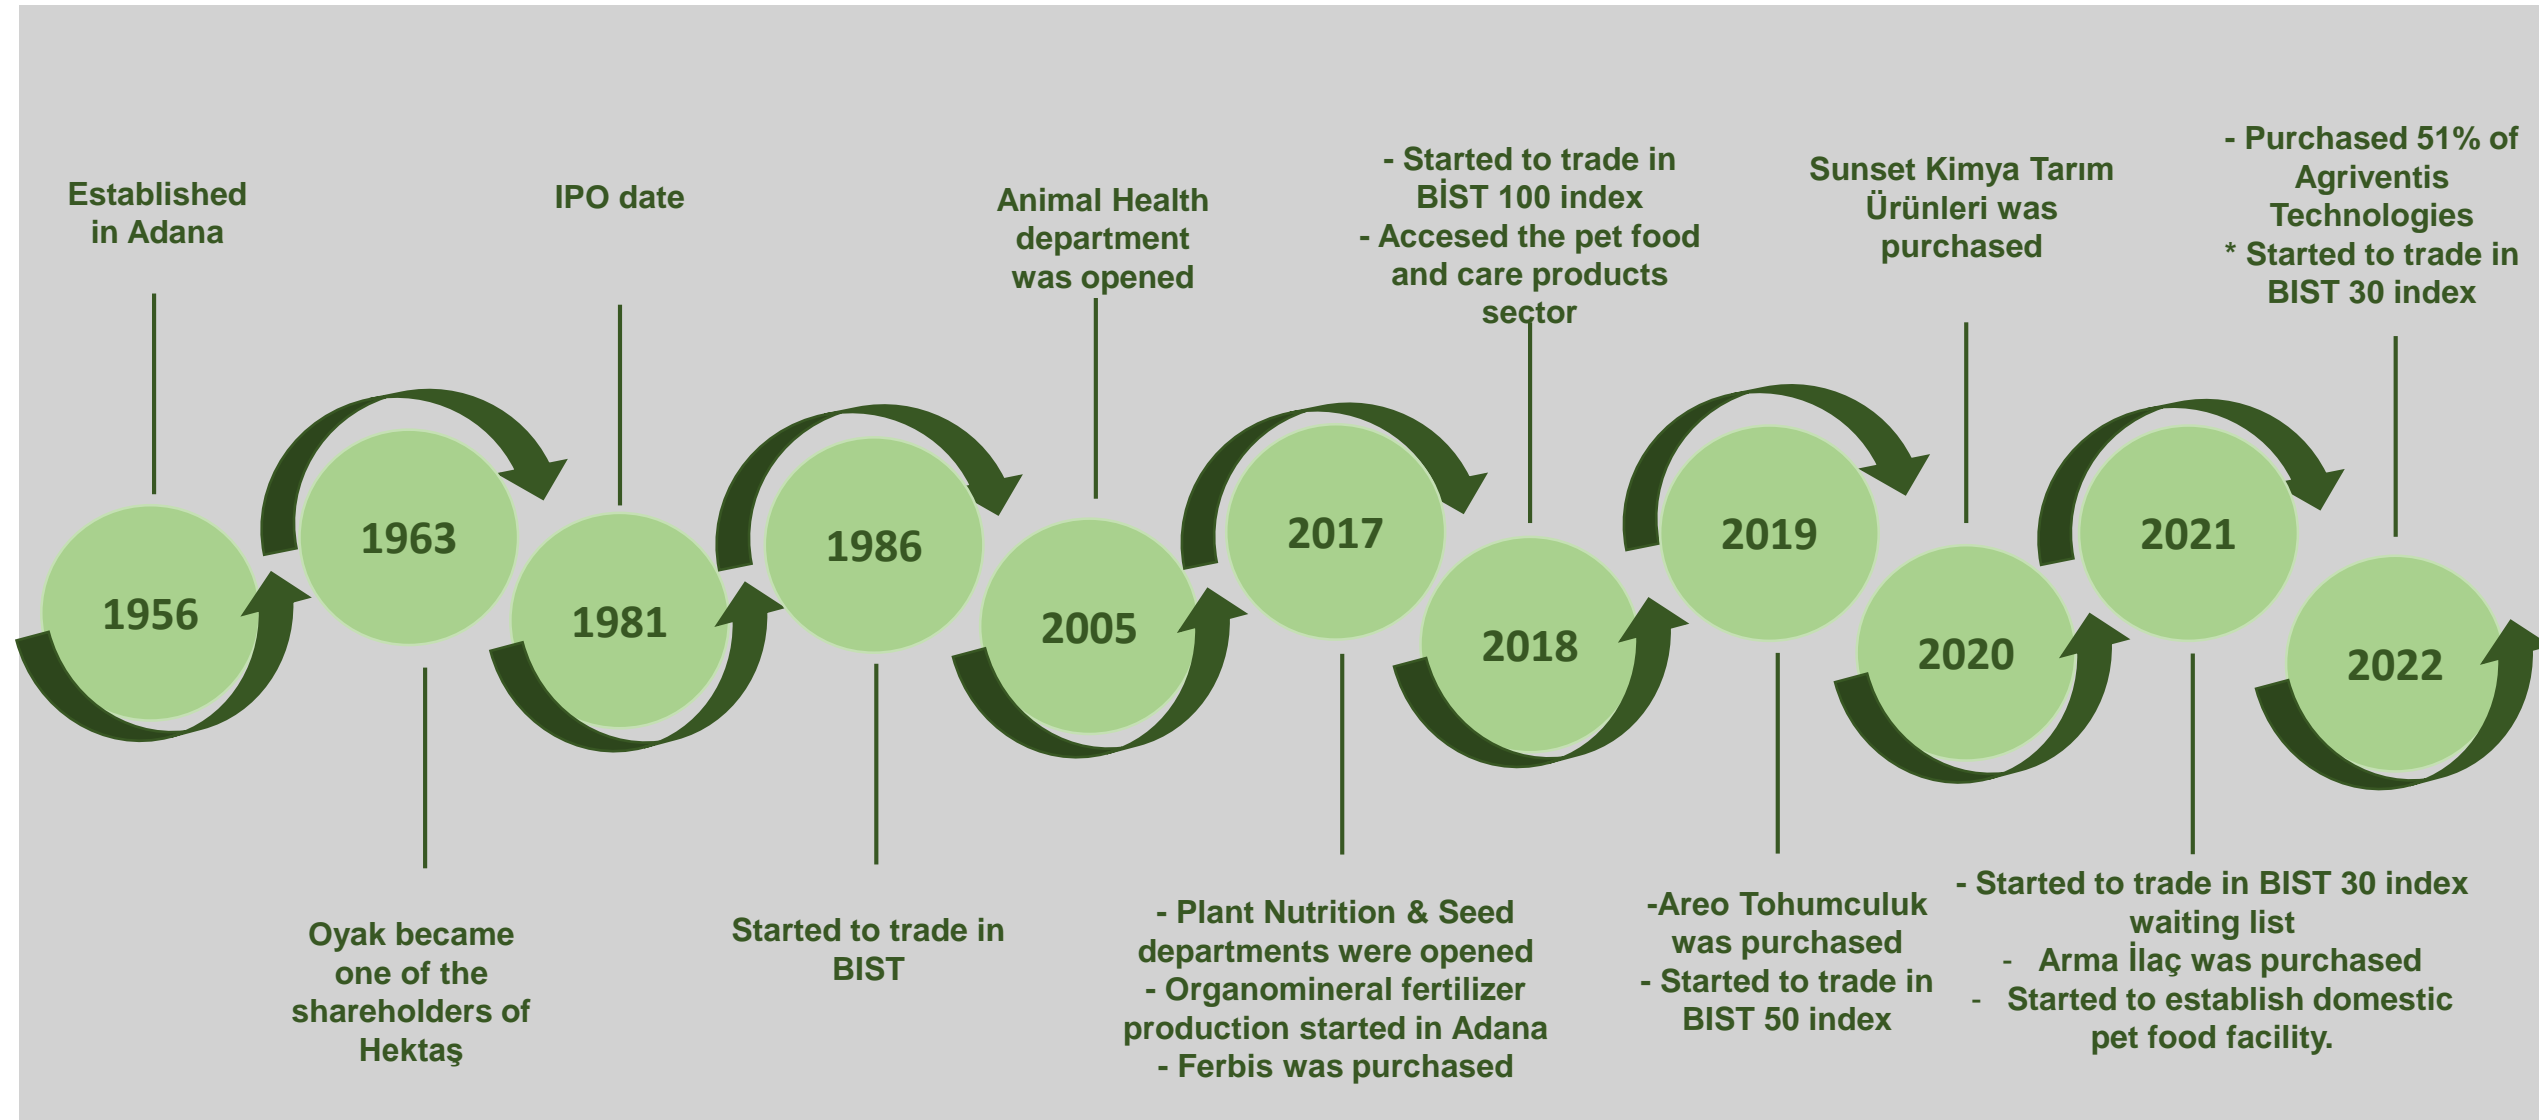 Established
in Adana
1956
1963
Oyak became
one of the
shareholders of
Hektaş
IPO date
1981
1986
Started to trade in
BIST
Animal Health
department
was opened
2005
2017
- Plant Nutrition & Seed
departments were opened
- Organomineral fertilizer
production started in Adana
- Ferbis was purchased
- Started to trade in
BİST 100 index
- Accesed the pet food
and care products
sector
2018
2019
-Areo Tohumculuk
was purchased
- Started to trade in
BIST 50 index
Sunset Kimya Tarım
Ürünleri was
purchased
2020
2021
- Started to trade in BIST 30 index
waiting list
- Arma İlaç was purchased
- Started to establish domestic
pet food facility.
- Purchased 51% of
Agriventis
Technologies
* Started to trade in
BIST 30 index
2022